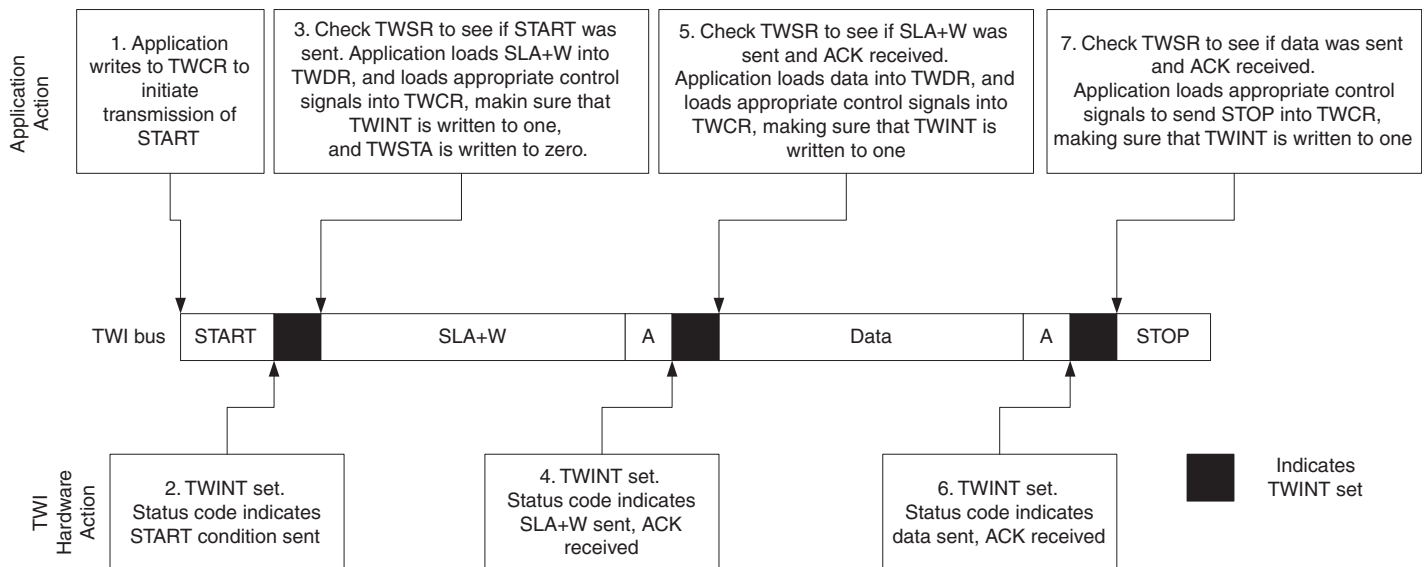 Application
Action
1. Application
writes to TWCR to
initiate
transmission of
START
3. Check TWSR to see if START was
sent. Application loads SLA+W into
TWDR, and loads appropriate control
signals into TWCR, makin sure that
TWINT is written to one,
and TWSTA is written to zero.
5. Check TWSR to see if SLA+W was
sent and ACK received.
Application loads data into TWDR, and
loads appropriate control signals into
TWCR, making sure that TWINT is
written to one
7. Check TWSR to see if data was sent
and ACK received.
Application loads appropriate control
signals to send STOP into TWCR,
making sure that TWINT is written to one
TWI bus
START
SLA+W
A
Data
A
STOP
TWI
Hardware
Action
2. TWINT set.
Status code indicates
START condition sent
4. TWINT set.
Status code indicates
SLA+W sent, ACK
received
6. TWINT set.
Status code indicates
data sent, ACK received
Indicates
TWINT set